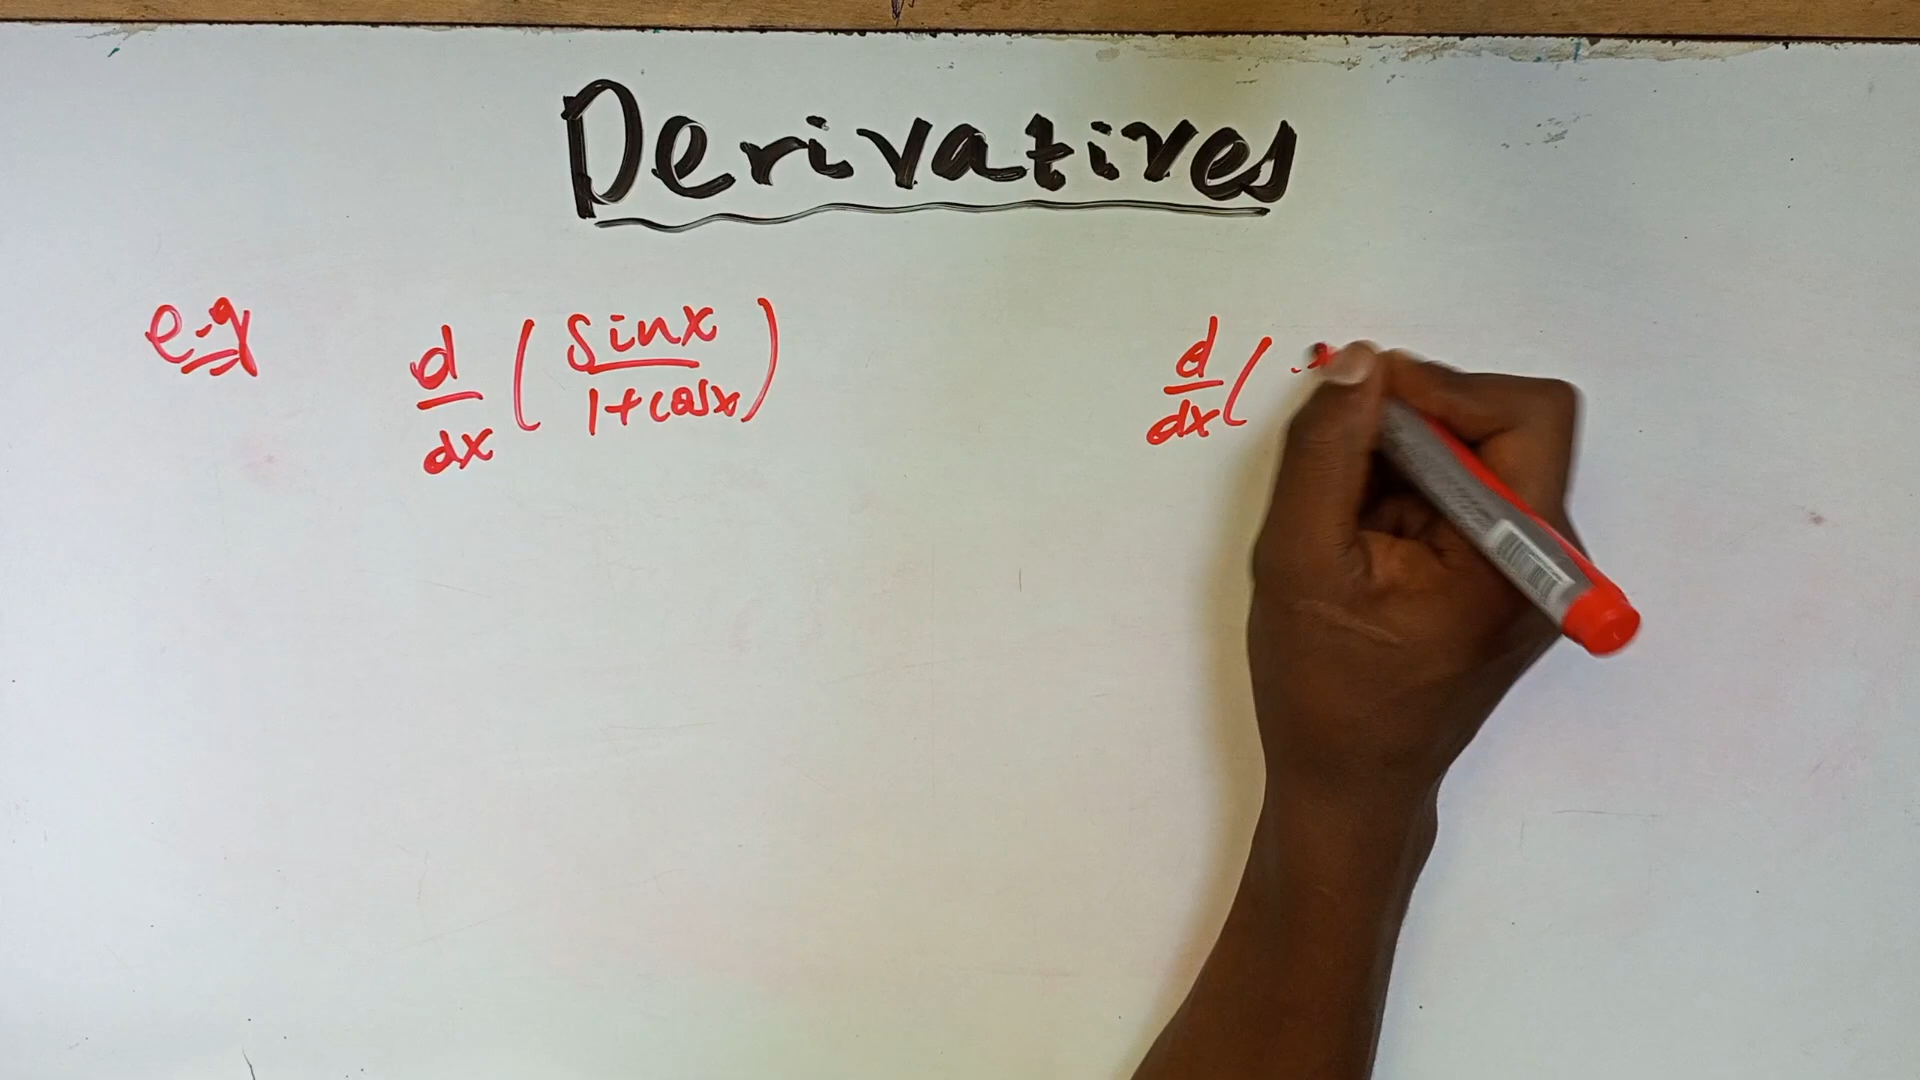 Derivatives
e.g d/dx ( sinx / 1+cosx ) d/dx (